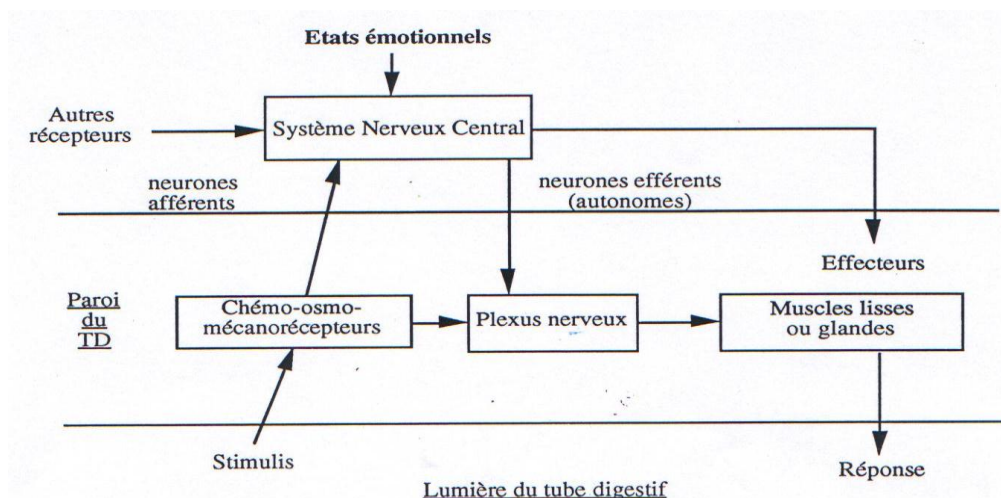 Etats émotionnels
Autres
récepteurs
Système Nerveux Central
neurones
afférents
neurones efférents
(autonomes)
Effecteurs
Paroi
du
TD
Chémo-osmo-
mécanorécepteurs
Plexus nerveux
Muscles lisses
ou glandes
Stimulis
Réponse
Lumière du tube digestif